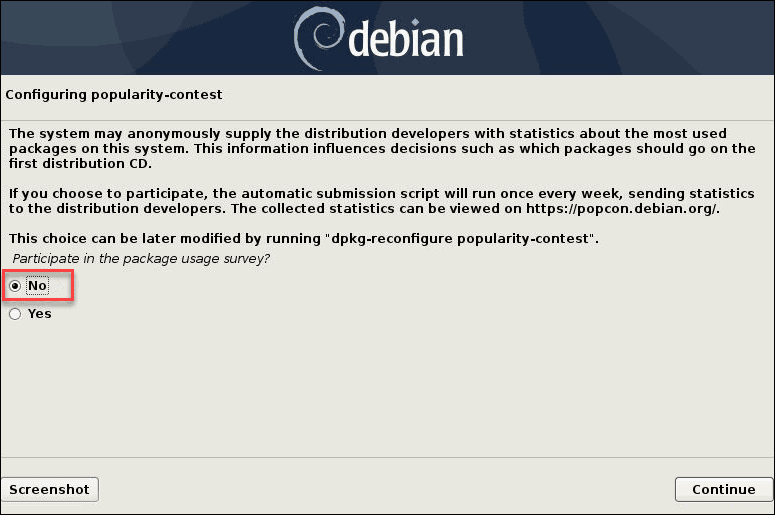 debian
Configuring popularity-contest
The system may anonymously supply the distribution developers with statistics about the most used
packages on this system. This information influences decisions such as which packages should go on the
first distribution CD.
If you choose to participate, the automatic submission script will run once every week, sending statistics
to the distribution developers. The collected statistics can be viewed on https://popcon.debian.org/.
This choice can be later modified by running "dpkg-reconfigure popularity-contest".
Participate in the package usage survey?
No
Yes
Screenshot
Continue